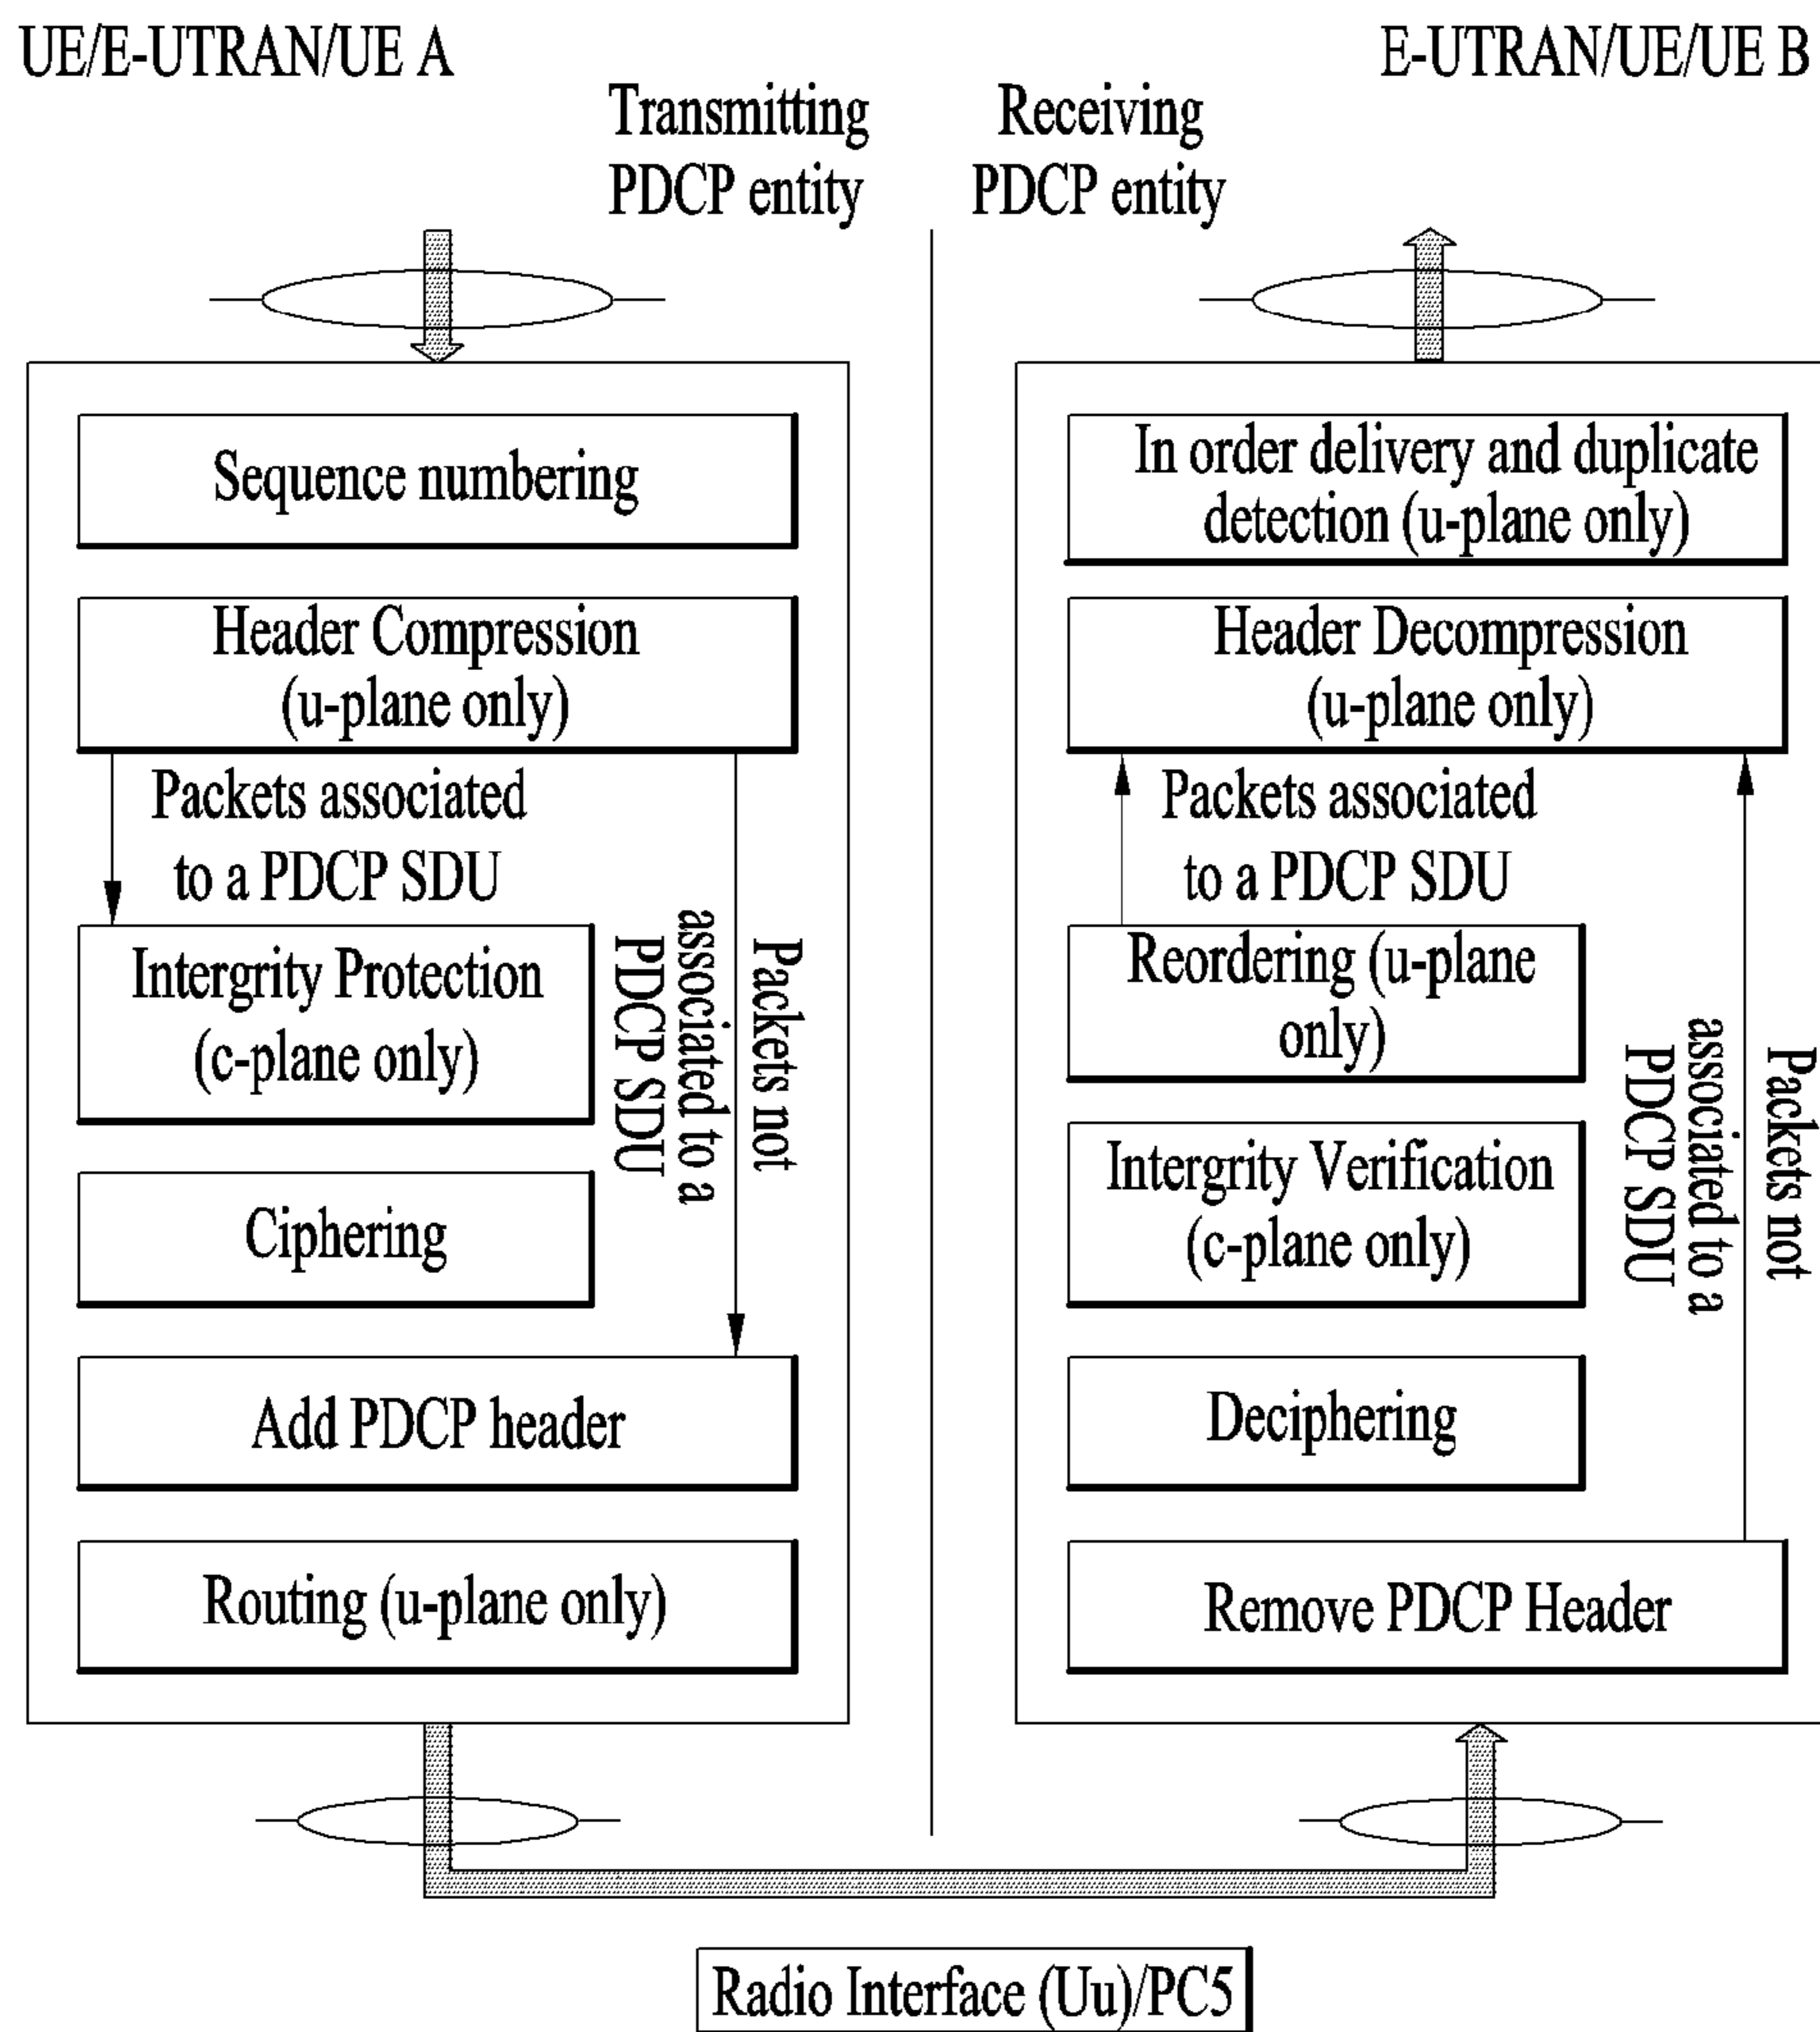 UE/E-UTRAN/UE A
E-UTRAN/UE/UE B
Transmitting
PDCP entity
Receiving
PDCP entity
Sequence numbering
Header Compression
(u-plane only)
Packets associated
to a PDCP SDU
Intergrity Protection
(c-plane only)
Packets not
associated to a
PDCP SDU
Ciphering
Add PDCP header
Routing (u-plane only)
In order delivery and duplicate
detection (u-plane only)
Header Decompression
(u-plane only)
Packets associated
to a PDCP SDU
Reordering (u-plane
only)
Packets not
associated to a
PDCP SDU
Intergrity Verification
(c-plane only)
Deciphering
Remove PDCP Header
Radio Interface (Uu)/PC5